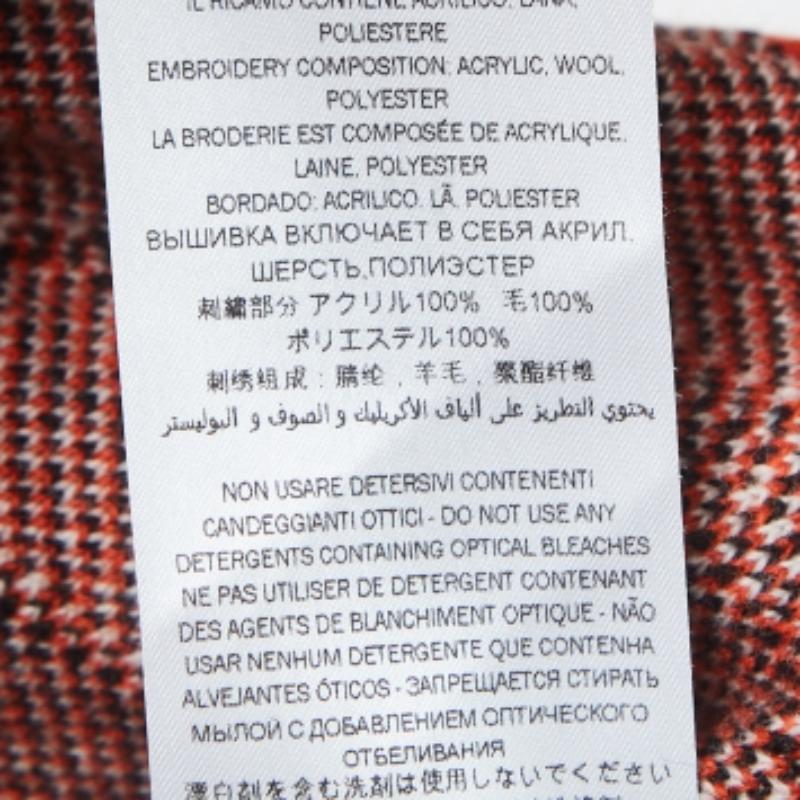 IL RICAMO CONTIENE ACRILICO, LANA,
POLIESTERE
EMBROIDERY COMPOSITION: ACRYLIC, WOOL,
POLYESTER
LA BRODERIE EST COMPOSÉE DE ACRYLIQUE,
LAINE, POLYESTER
BORDADO: ACRILICO, LÃ, POLIESTER
ВЫШИВКА ВКЛЮЧАЕТ В СЕБЯ АКРИЛ,
ШЕРСТЬ,ПОЛИЭСТЕР
刺繍部分 アクリル100% 毛100%
ポリエステル100%
刺绣组成：腈纶，羊毛，聚酯纤维
يحتوي التطريز على ألياف الأكريليك و الصوف و البوليستر
NON USARE DETERSIVI CONTENENTI
CANDEGGIANTI OTTICI - DO NOT USE ANY
DETERGENTS CONTAINING OPTICAL BLEACHES
NE PAS UTILISER DE DETERGENT CONTENANT
DES AGENTS DE BLANCHIMENT OPTIQUE - NÃO
USAR NENHUM DETERGENTE QUE CONTENHA
ALVEJANTES ÓTICOS - ЗАПРЕЩАЕТСЯ СТИРАТЬ
МЫЛОЙ С ДОБАВЛЕНИЕМ ОПТИЧЕСКОГО
ОТБЕЛИВАНИЯ
漂白剤を含む洗剤は使用しないでください